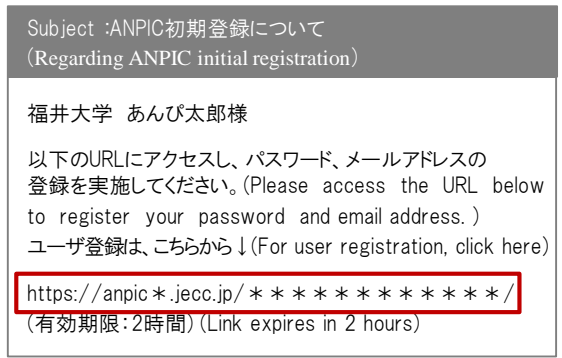 Subject :ANPIC初期登録について
(Regarding ANPIC initial registration)
福井大学　あんぴ太郎様
以下のURLにアクセスし、パスワード、メールアドレスの
登録を実施してください。(Please access the URL below
to register your password and email address. )
ユーザ登録は、こちらから↓(For user registration, click here)
https://anpic＊.jecc.jp/＊＊＊＊＊＊＊＊＊＊＊＊/
(有効期限:2時間)(Link expires in 2 hours)